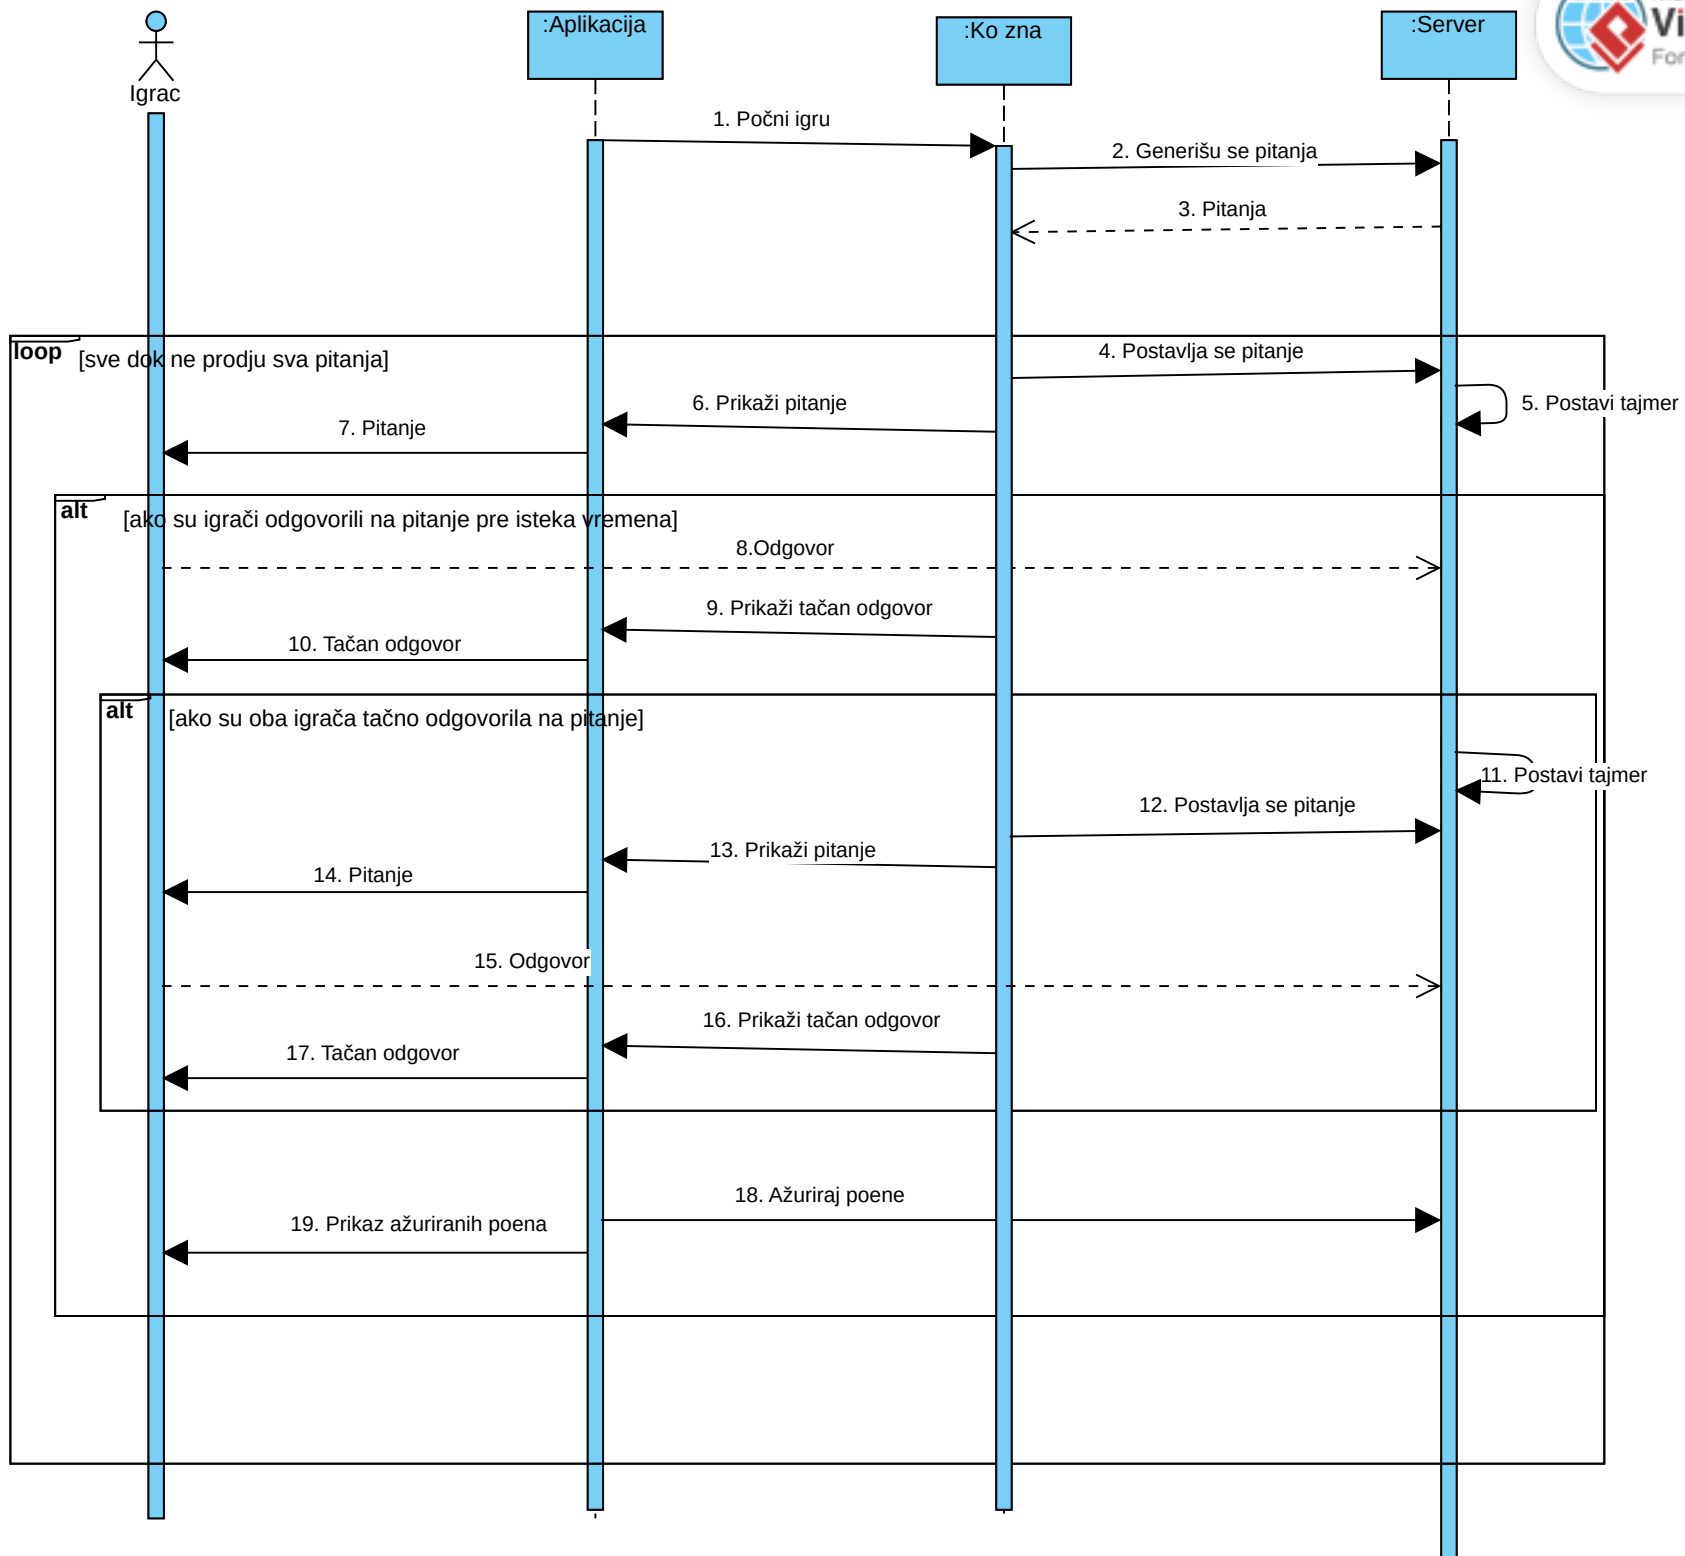 :Aplikacija
:Ko zna
:Server
Vi
For
Igrac
1. Počni igru
2. Generišu se pitanja
3. Pitanja
loop
[sve dok ne prodju sva pitanja]
4. Postavlja se pitanje
5. Postavi tajmer
6. Prikaži pitanje
7. Pitanje
alt
[ako su igrači odgovorili na pitanje pre isteka vremena]
8.Odgovor
9. Prikaži tačan odgovor
10. Tačan odgovor
alt
[ako su oba igrača tačno odgovorila na pitanje]
11. Postavi tajmer
12. Postavlja se pitanje
13. Prikaži pitanje
14. Pitanje
15. Odgovor
16. Prikaži tačan odgovor
17. Tačan odgovor
18. Ažuriraj poene
19. Prikaz ažuriranih poena